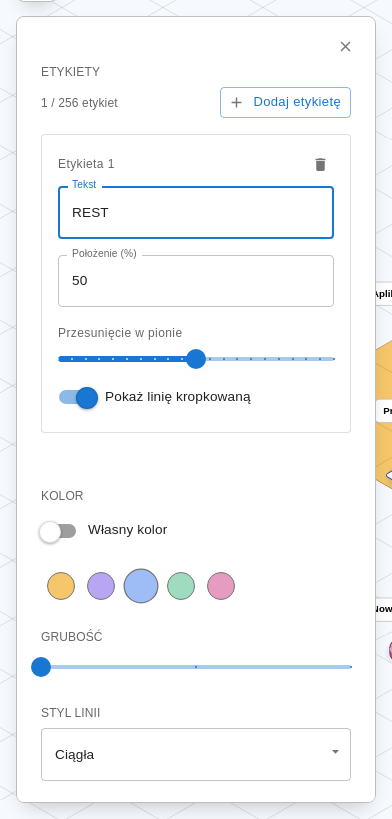 ETYKIETY
1 / 256 etykiet
Dodaj etykietę
Etykieta 1
Tekst
REST
Położenie (%)
50
Przesunięcie w pionie
Pokaż linię kropkowaną
KOLOR
Własny kolor
GRUBOŚĆ
STYL LINII
Ciągła